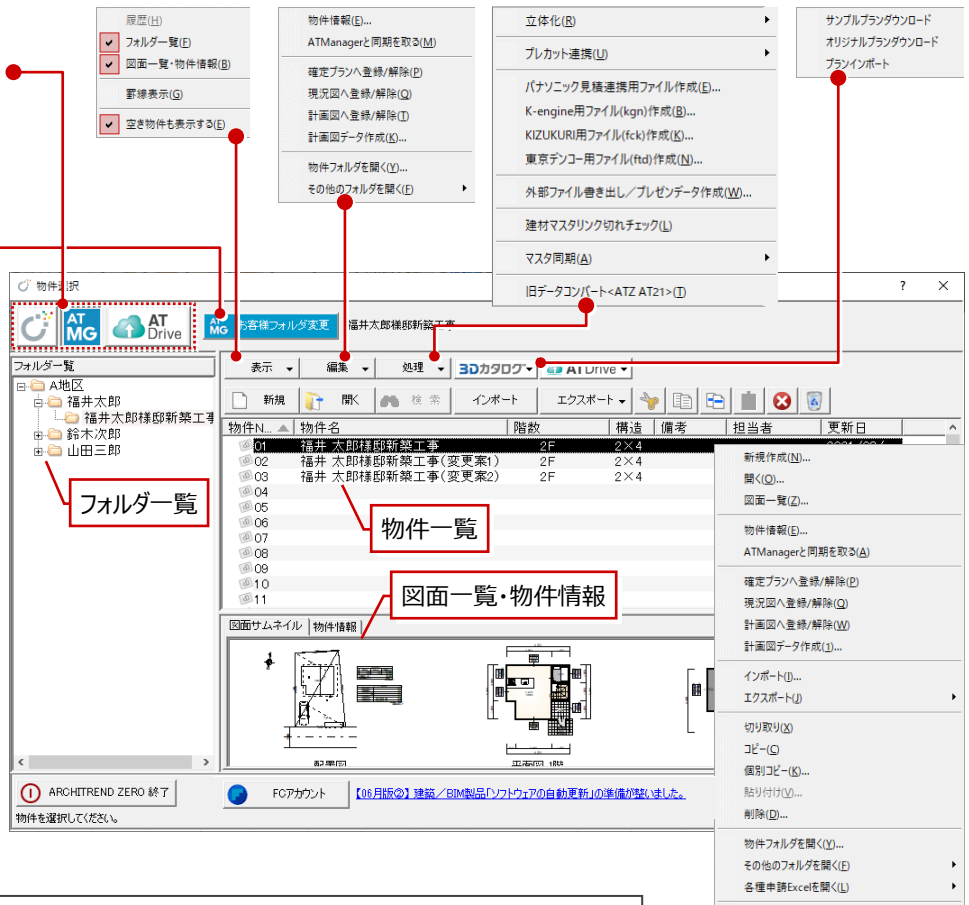 履歴(H)
フォルダ一覧(F)
図面一覧・物件情報(B)
罫線表示(G)
空き物件も表示する(E)
物件情報(E)...
ATManagerと同期を取る(M)
確定プランへ登録/解除(P)
現況図へ登録/解除(Q)
計画図へ登録/解除(T)
計画図データ作成(K)...
物件フォルダを開く(Y)...
その他のフォルダを開く(F)
立体化(R)
プレカット連携(U)
パナソニック見積連携用ファイル作成(E)...
K-engine用ファイル(kgn)作成(B)...
KIZUKURI用ファイル(fck)作成(K)...
東京デンコー用ファイル(ftd)作成(N)...
外部ファイル書き出し／プレゼンデータ作成(W)...
建材マスタリンク切れチェック(L)
マスタ同期(A)
旧データコンバート<ATZ AT21>(T)
サンプルプランダウンロード
オリジナルプランダウンロード
プランインポート
物件選択
? ×
AT MG
AT Drive
AT MG お客様フォルダ変更 福井太郎様邸新築工事
フォルダ一覧
A地区
福井太郎
福井太郎様邸新築工事
鈴木次郎
山田三郎
フォルダ一覧
表示 編集 処理 3Dカタログ AT Drive
新規 開く 検索 インポート エクスポート
物件N... 物件名 階数 構造 備考 担当者 更新日
01 福井 太郎様邸新築工事 2F 2×4
02 福井 太郎様邸新築工事(変更案1) 2F 2×4
03 福井 太郎様邸新築工事(変更案2) 2F 2×4
04
05
06
07
08
09
10
11
物件一覧
図面一覧・物件情報
図面サムネイル 物件情報
配置図
平面図 1階
新規作成(N)...
開く(O)...
図面一覧(Z)...
物件情報(E)...
ATManagerと同期を取る(A)
確定プランへ登録/解除(P)
現況図へ登録/解除(Q)
計画図へ登録/解除(W)
計画図データ作成(1)...
インポート(I)...
エクスポート(J)
切り取り(X)
コピー(C)
個別コピー(K)...
貼り付け(V)...
削除(D)...
物件フォルダを開く(Y)...
その他のフォルダを開く(F)
各種申請Excelを開く(L)
ARCHITREND ZERO 終了
FCアカウント
【06月版②】建築／BIM製品「ソフトウェアの自動更新」の準備が整いました。
物件を選択してください。